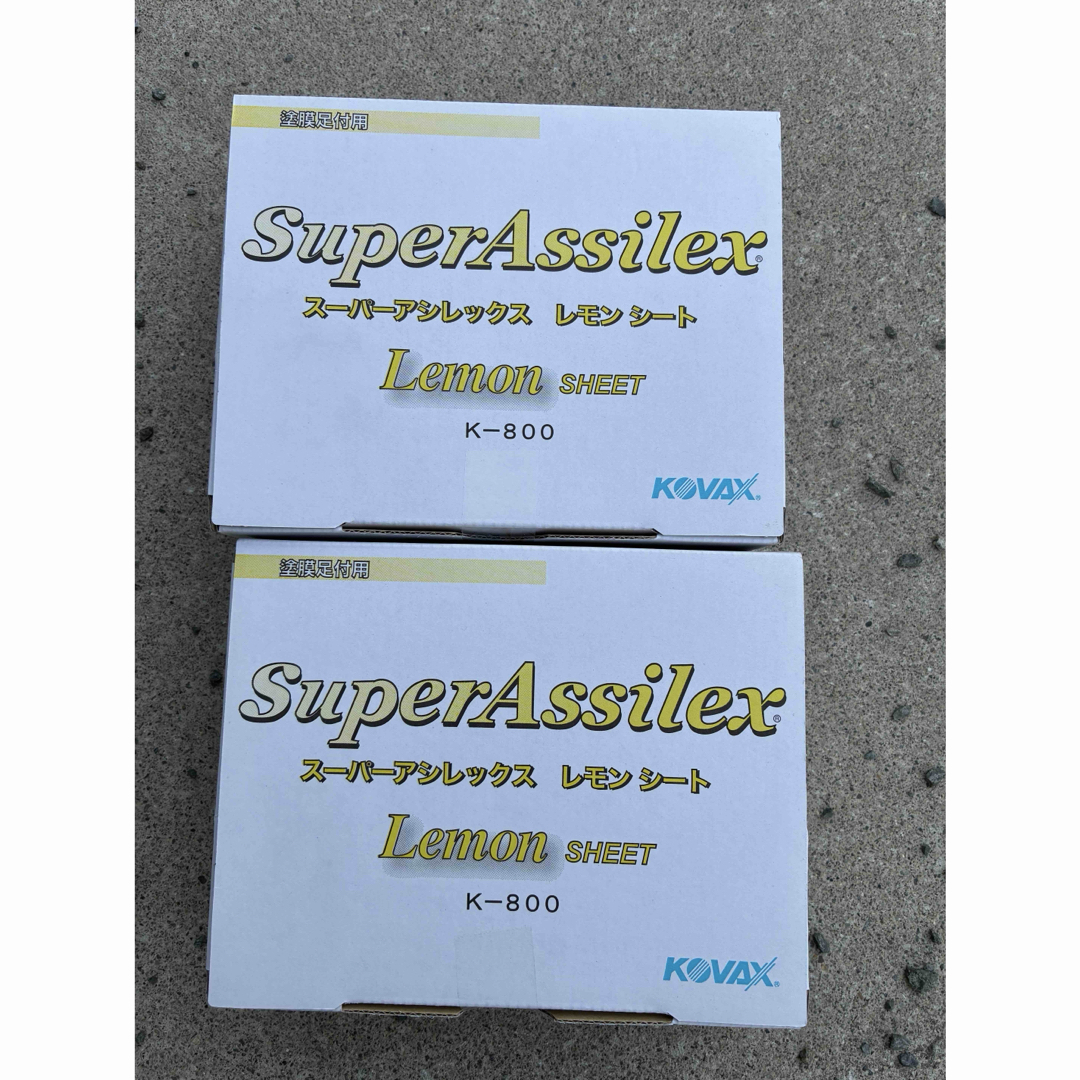 塗膜足付用
SuperAssilex®
スーパーアシレックス レモン シート
Lemon SHEET
K-800
KOVAX®
塗膜足付用
SuperAssilex®
スーパーアシレックス レモン シート
Lemon SHEET
K-800
KOVAX®